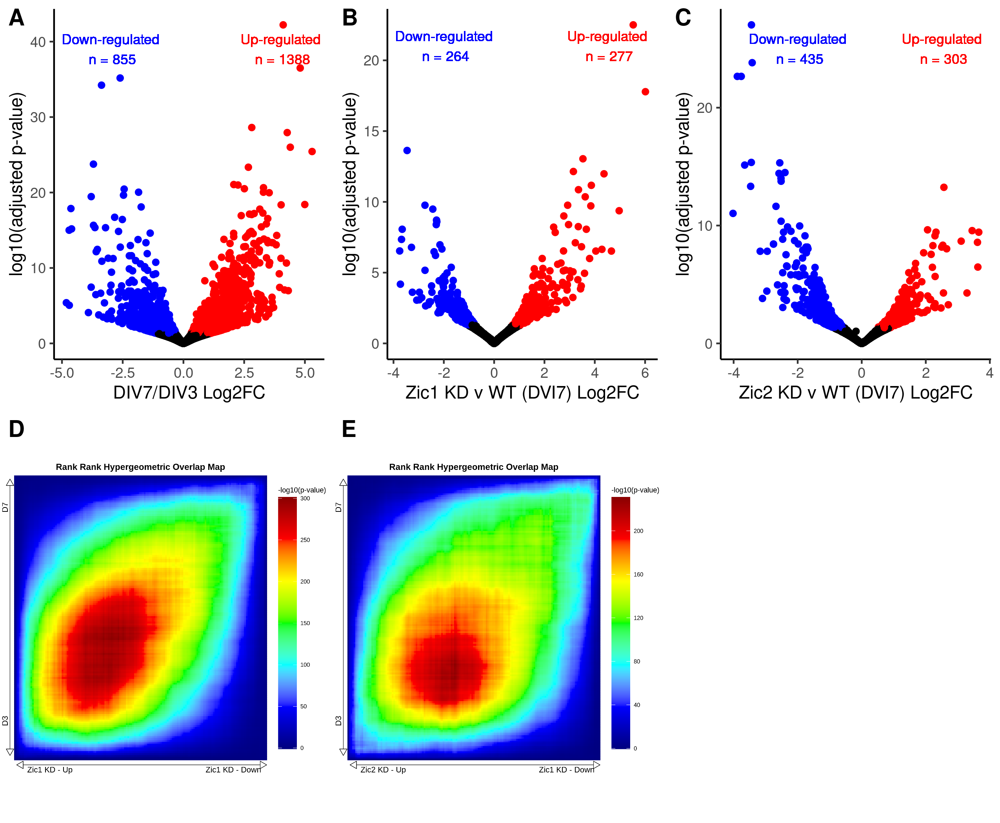 A
Down-regulated
n = 855
Up-regulated
n = 1388
log10(adjusted p-value)
40
30
20
10
0
-5.0
-2.5
0.0
2.5
5.0
DIV7/DIV3 Log2FC
B
Down-regulated
n = 264
Up-regulated
n = 277
log10(adjusted p-value)
20
15
10
5
0
-4
-2
0
2
4
6
Zic1 KD v WT (DVI7) Log2FC
C
Down-regulated
n = 435
Up-regulated
n = 303
log10(adjusted p-value)
20
10
0
-4
-2
0
2
4
Zic2 KD v WT (DVI7) Log2FC
D
Rank Rank Hypergeometric Overlap Map
D7
D3
Zic1 KD - Up
Zic1 KD - Down
-log10(p-value)
300
250
200
150
100
50
0
E
Rank Rank Hypergeometric Overlap Map
D7
D3
Zic2 KD - Up
Zic1 KD - Down
-log10(p-value)
200
160
120
80
40
0